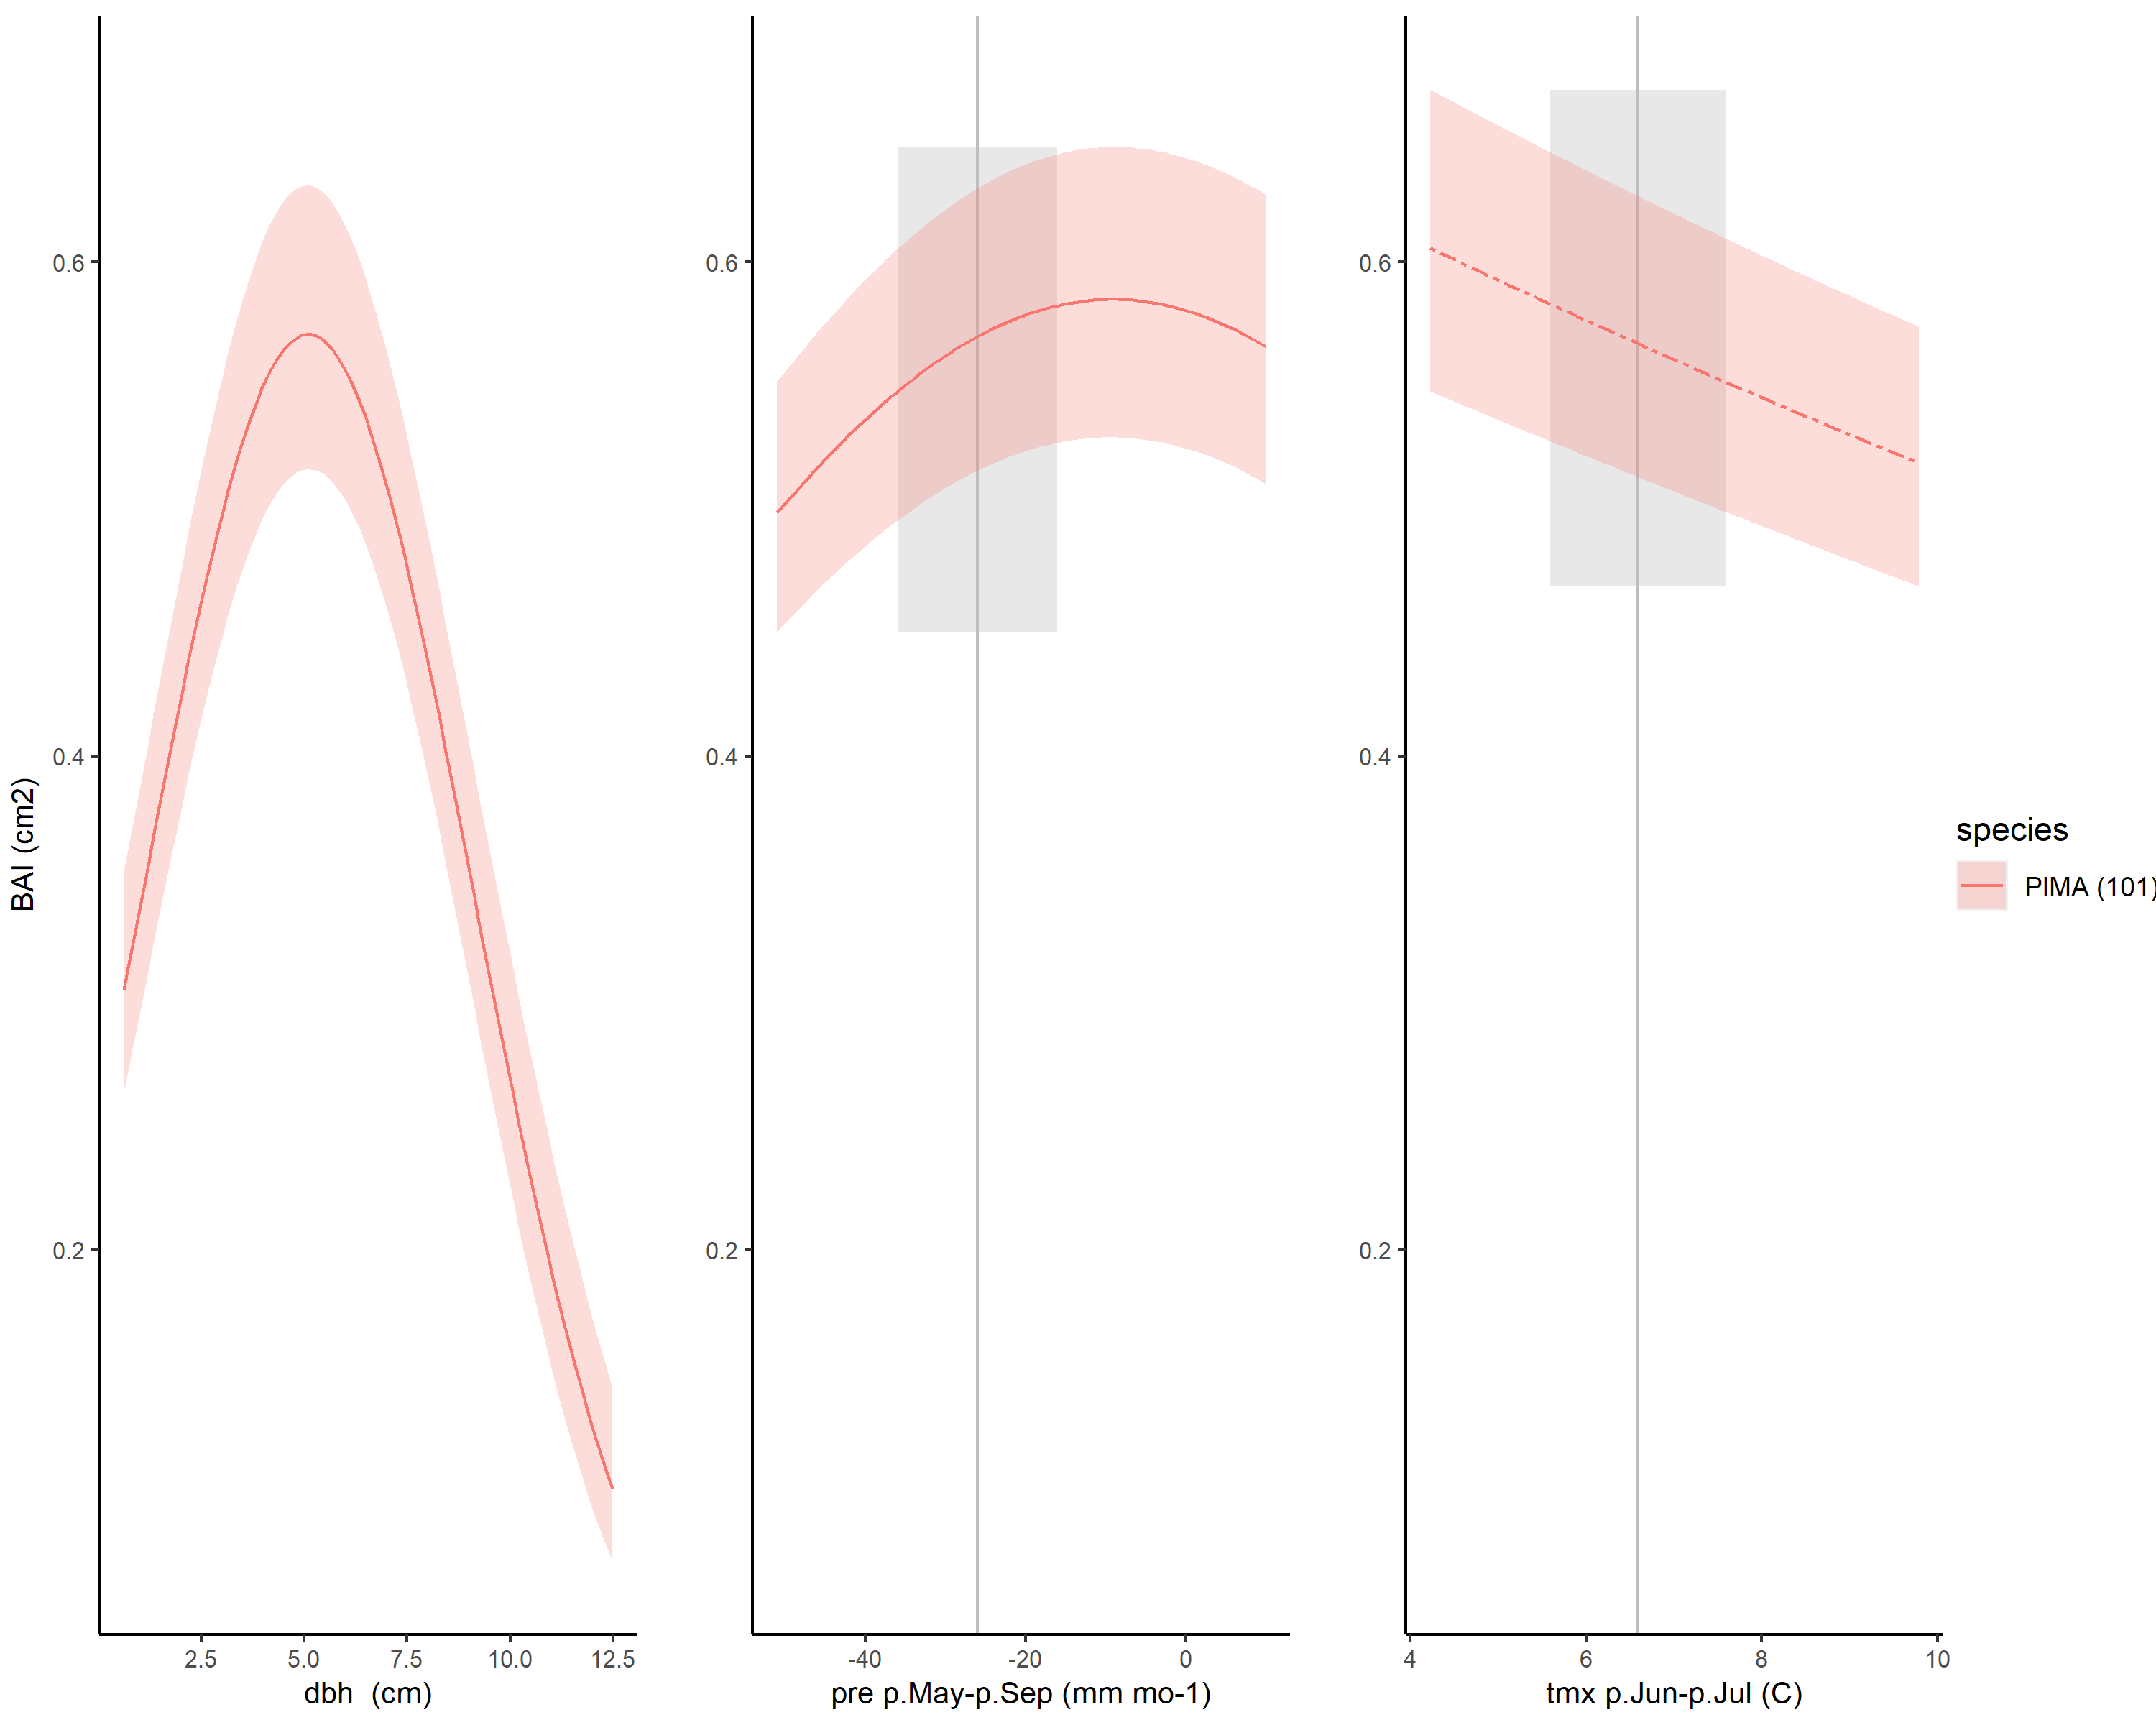 BAI (cm2)
0.6
0.4
0.2
2.5 5.0 7.5 10.0 12.5
dbh  (cm)
0.6
0.4
0.2
-40 -20 0
pre p.May-p.Sep (mm mo-1)
0.6
0.4
0.2
4 6 8 10
tmx p.Jun-p.Jul (C)
species
PIMA (101)